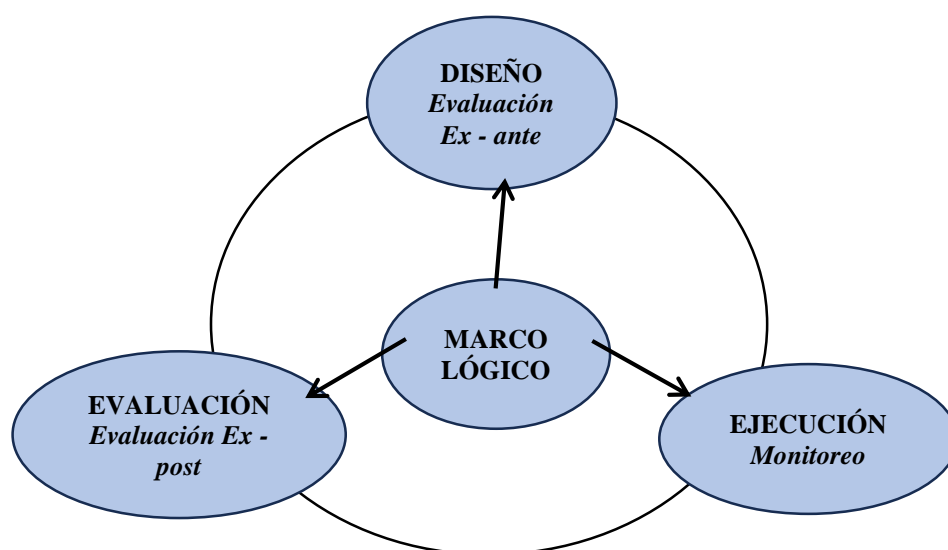 DISEÑO
Evaluación
Ex - ante
MARCO
LÓGICO
EVALUACIÓN
Evaluación Ex -
post
EJECUCIÓN
Monitoreo